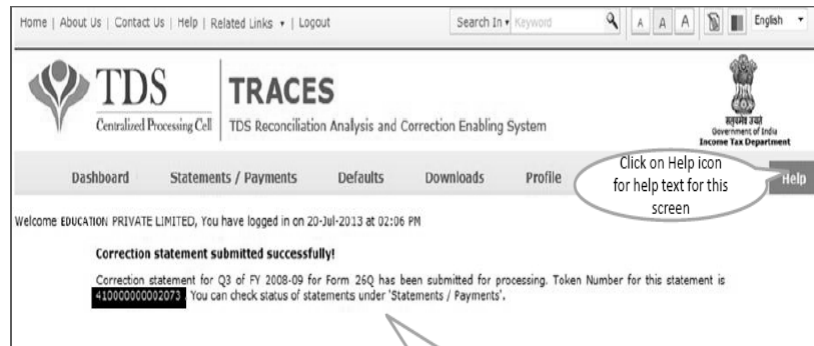 Home | About Us | Contact Us | Help | Related Links ▾ | Logout Search In ▾ Keyword A A A English ▾
TDS
Centralized Processing Cell
TRACES
TDS Reconciliation Analysis and Correction Enabling System
सत्यमेव जयते
Government of India
Income Tax Department
Dashboard Statements / Payments Defaults Downloads Profile Help
Click on Help icon
for help text for this
screen
Welcome EDUCATION PRIVATE LIMITED, You have logged in on 20-Jul-2013 at 02:06 PM
Correction statement submitted successfully!
Correction statement for Q3 of FY 2008-09 for Form 26Q has been submitted for processing. Token Number for this statement is
410000000002073 . You can check status of statements under 'Statements / Payments'.